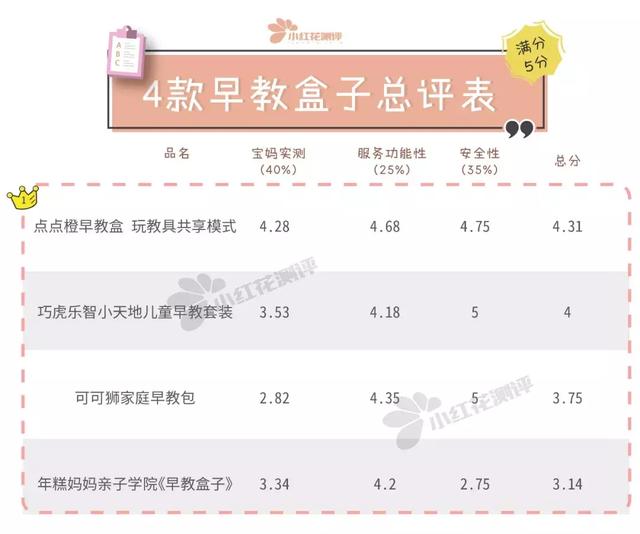 小红花测评
A
B
C
满分
5分
4款早教盒子总评表
品名 宝妈实测 服务功能性 安全性 总分
(40%) (25%) (35%)
1
点点橙早教盒 玩教具共享模式 4.28 4.68 4.75 4.31
巧虎乐智小天地儿童早教套装 3.53 4.18 5 4
可可狮家庭早教包 2.82 4.35 5 3.75
年糕妈妈亲子学院《早教盒子》 3.34 4.2 2.75 3.14
小红花测评
小红花测评